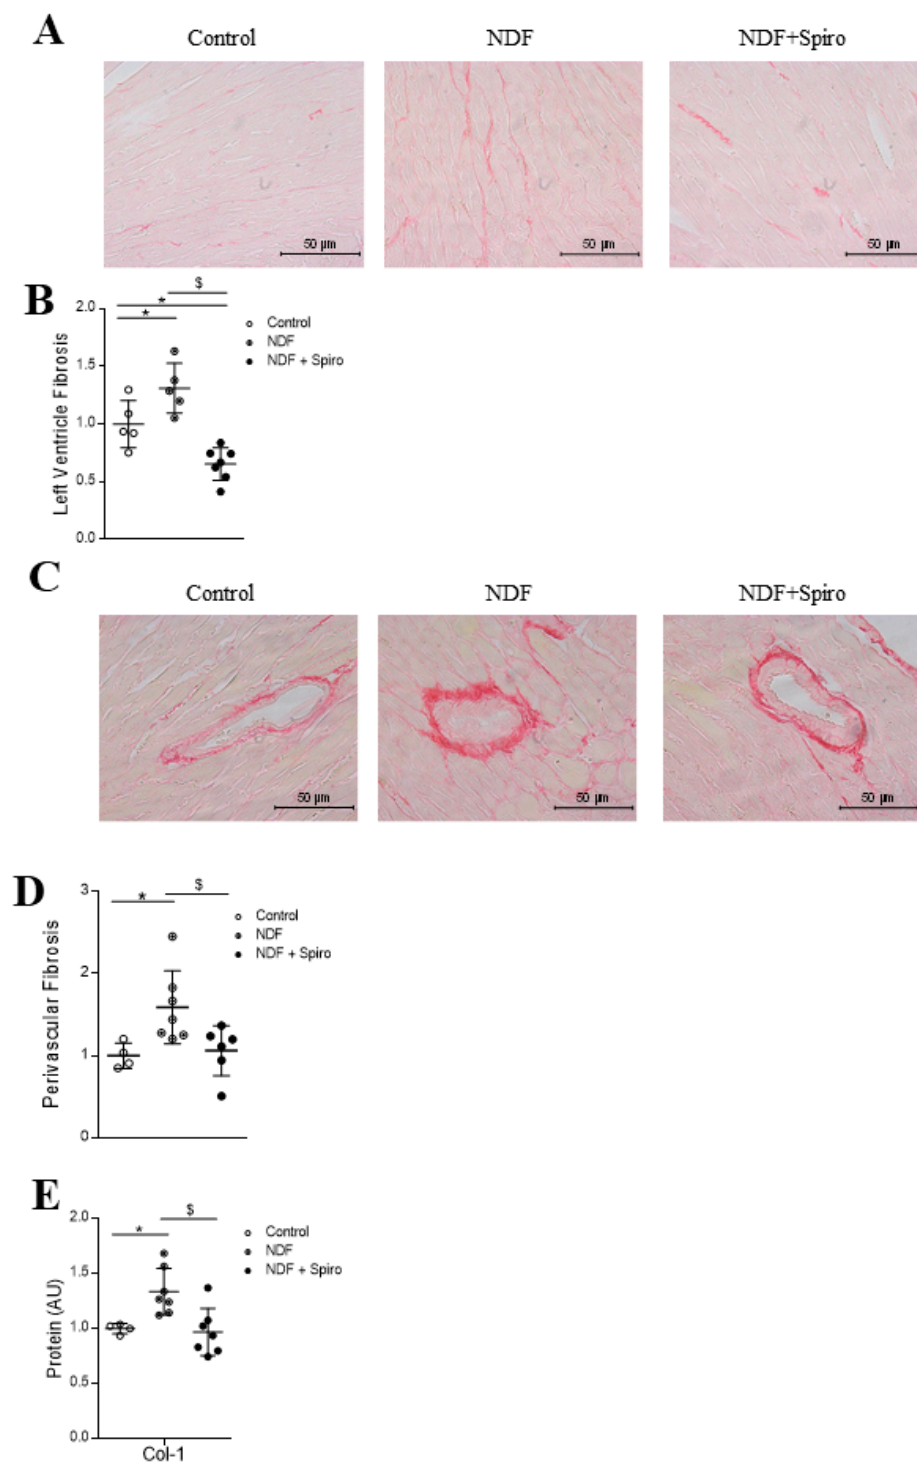 A
Control NDF NDF+Spiro
50 µm 50 µm 50 µm
B
$
*
*
2.0
1.5
1.0
0.5
0.0
Left Ventricle Fibrosis
Control
NDF
NDF + Spiro
C
Control NDF NDF+Spiro
50 µm 50 µm 50 µm
D
* $
3
2
1
0
Perivascular Fibrosis
Control
NDF
NDF + Spiro
E
* $
2.0
1.5
1.0
0.5
0.0
Protein (AU)
Control
NDF
NDF + Spiro
Col-1